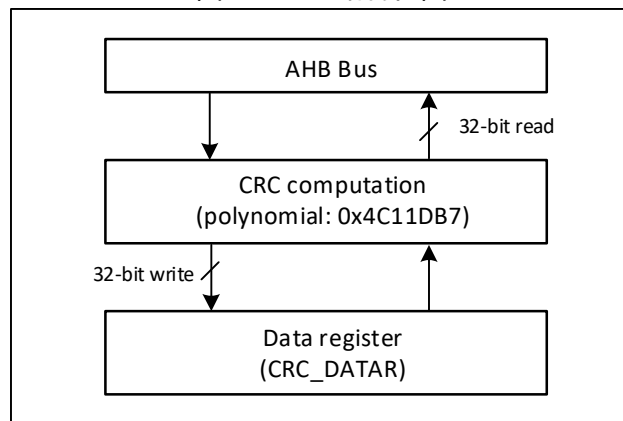 AHB Bus
32-bit read
CRC computation
(polynomial: 0x4C11DB7)
32-bit write
Data register
(CRC_DATAR)